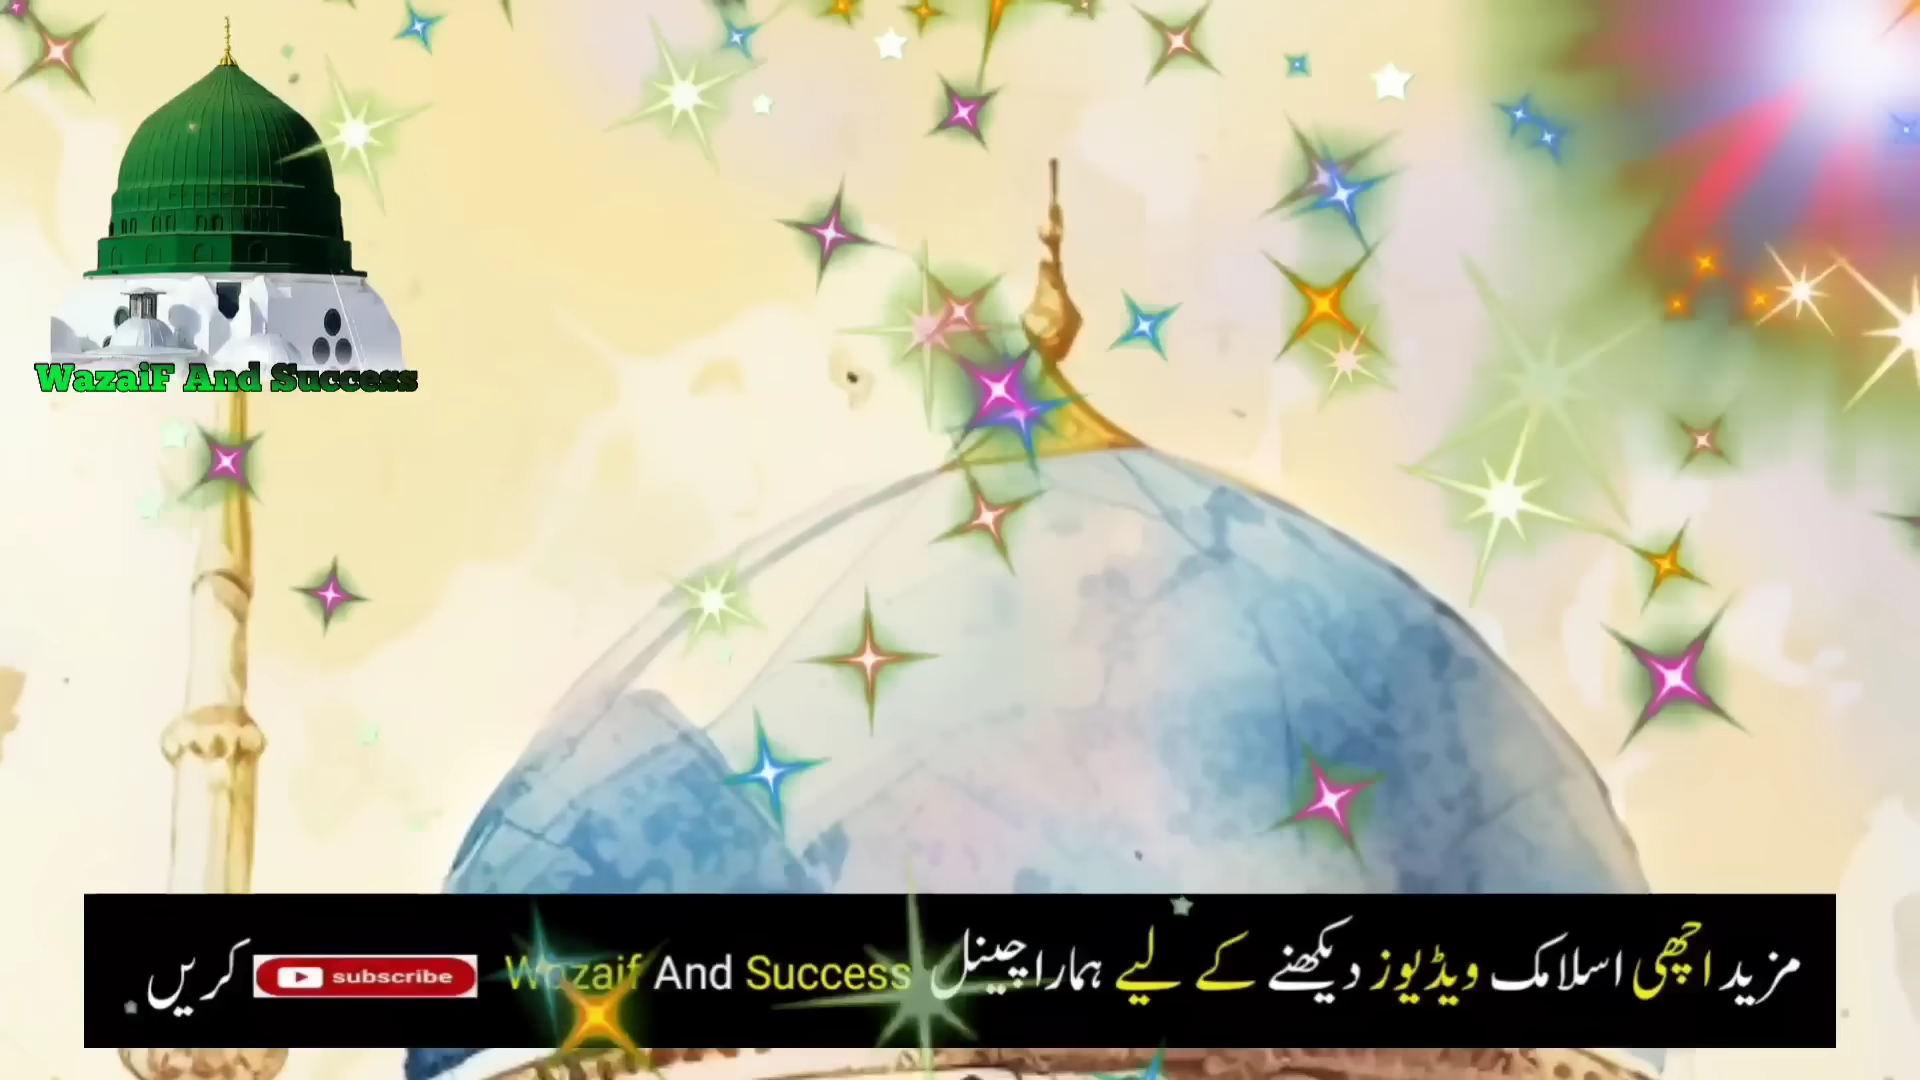 WazaiF And Success
مزید اچھی اسلامک ویڈیوز دیکھنے کے لیے ہمارا چینل Wazaif And Success subscribe کریں